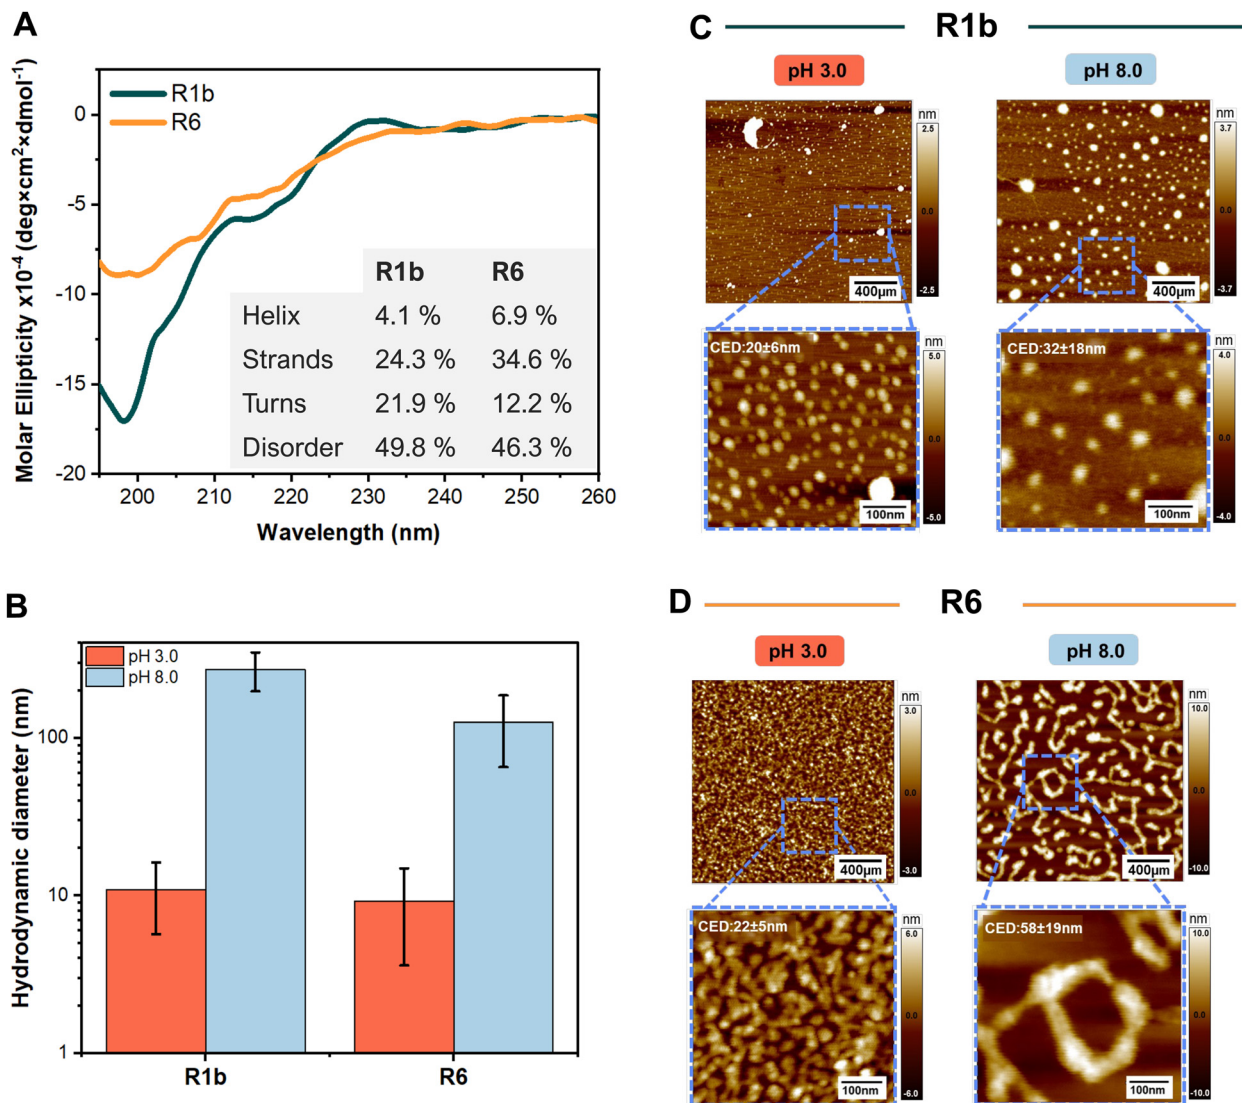 A
Molar Ellipticity x10⁻⁴ (deg×cm²×dmol⁻¹)
R1b
R6
0
-5
-10
-15
-20
R1b R6
Helix 4.1 % 6.9 %
Strands 24.3 % 34.6 %
Turns 21.9 % 12.2 %
Disorder 49.8 % 46.3 %
200 210 220 230 240 250 260
Wavelength (nm)
B
Hydrodynamic diameter (nm)
pH 3.0
pH 8.0
100
10
1
R1b R6
C R1b
pH 3.0 pH 8.0
nm
2.5
0.0
-2.5
400µm
nm
3.7
0.0
-3.7
400µm
CED:20±6nm
nm
5.0
0.0
-5.0
100nm
CED:32±18nm
nm
4.0
0.0
-4.0
100nm
D R6
pH 3.0 pH 8.0
nm
3.0
0.0
-3.0
400µm
nm
10.0
0.0
-10.0
400µm
CED:22±5nm
nm
6.0
0.0
-6.0
100nm
CED:58±19nm
nm
10.0
0.0
-10.0
100nm